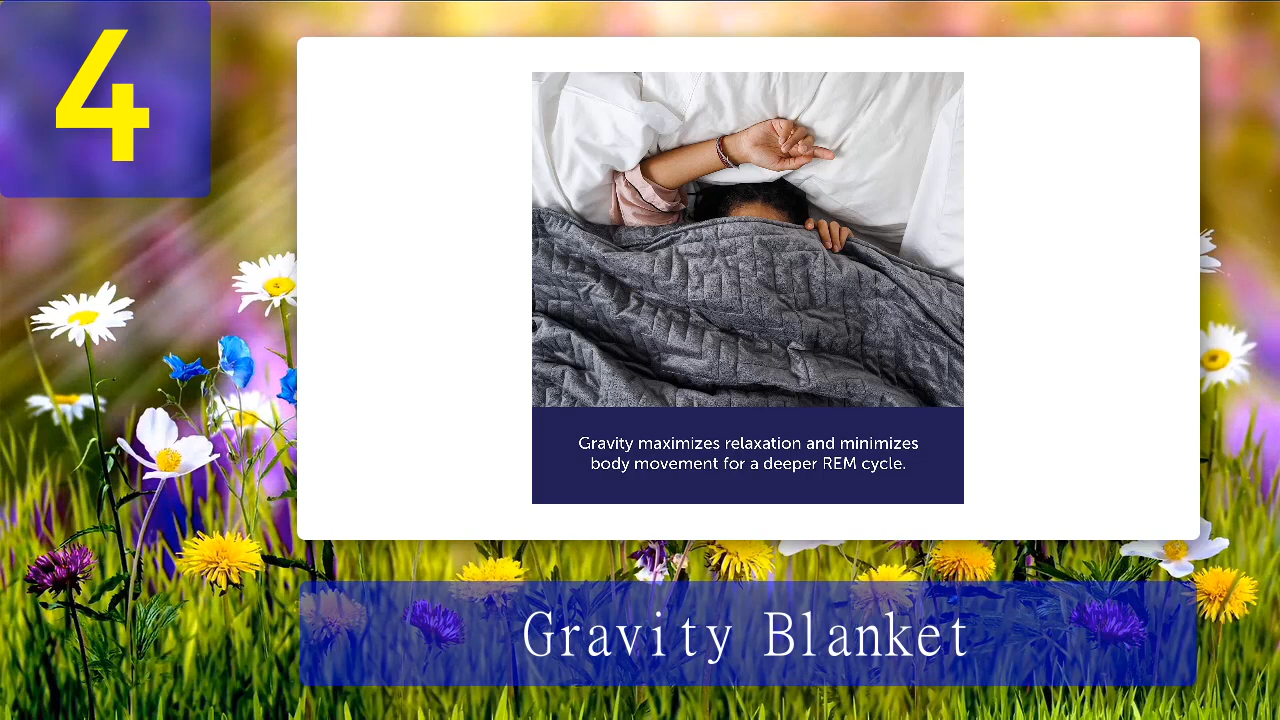 4
Gravity maximizes relaxation and minimizes
body movement for a deeper REM cycle.
Gravity Blanket